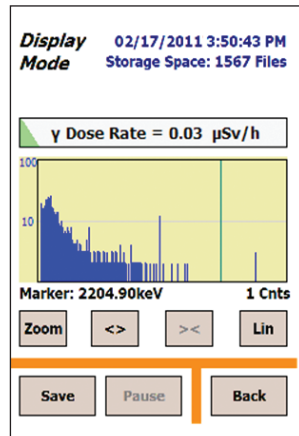 Display 02/17/2011 3:50:43 PM
Mode Storage Space: 1567 Files
γ Dose Rate = 0.03 μSv/h
100
10
Marker: 2204.90keV 1 Cnts
Zoom <> >< Lin
Save Pause Back